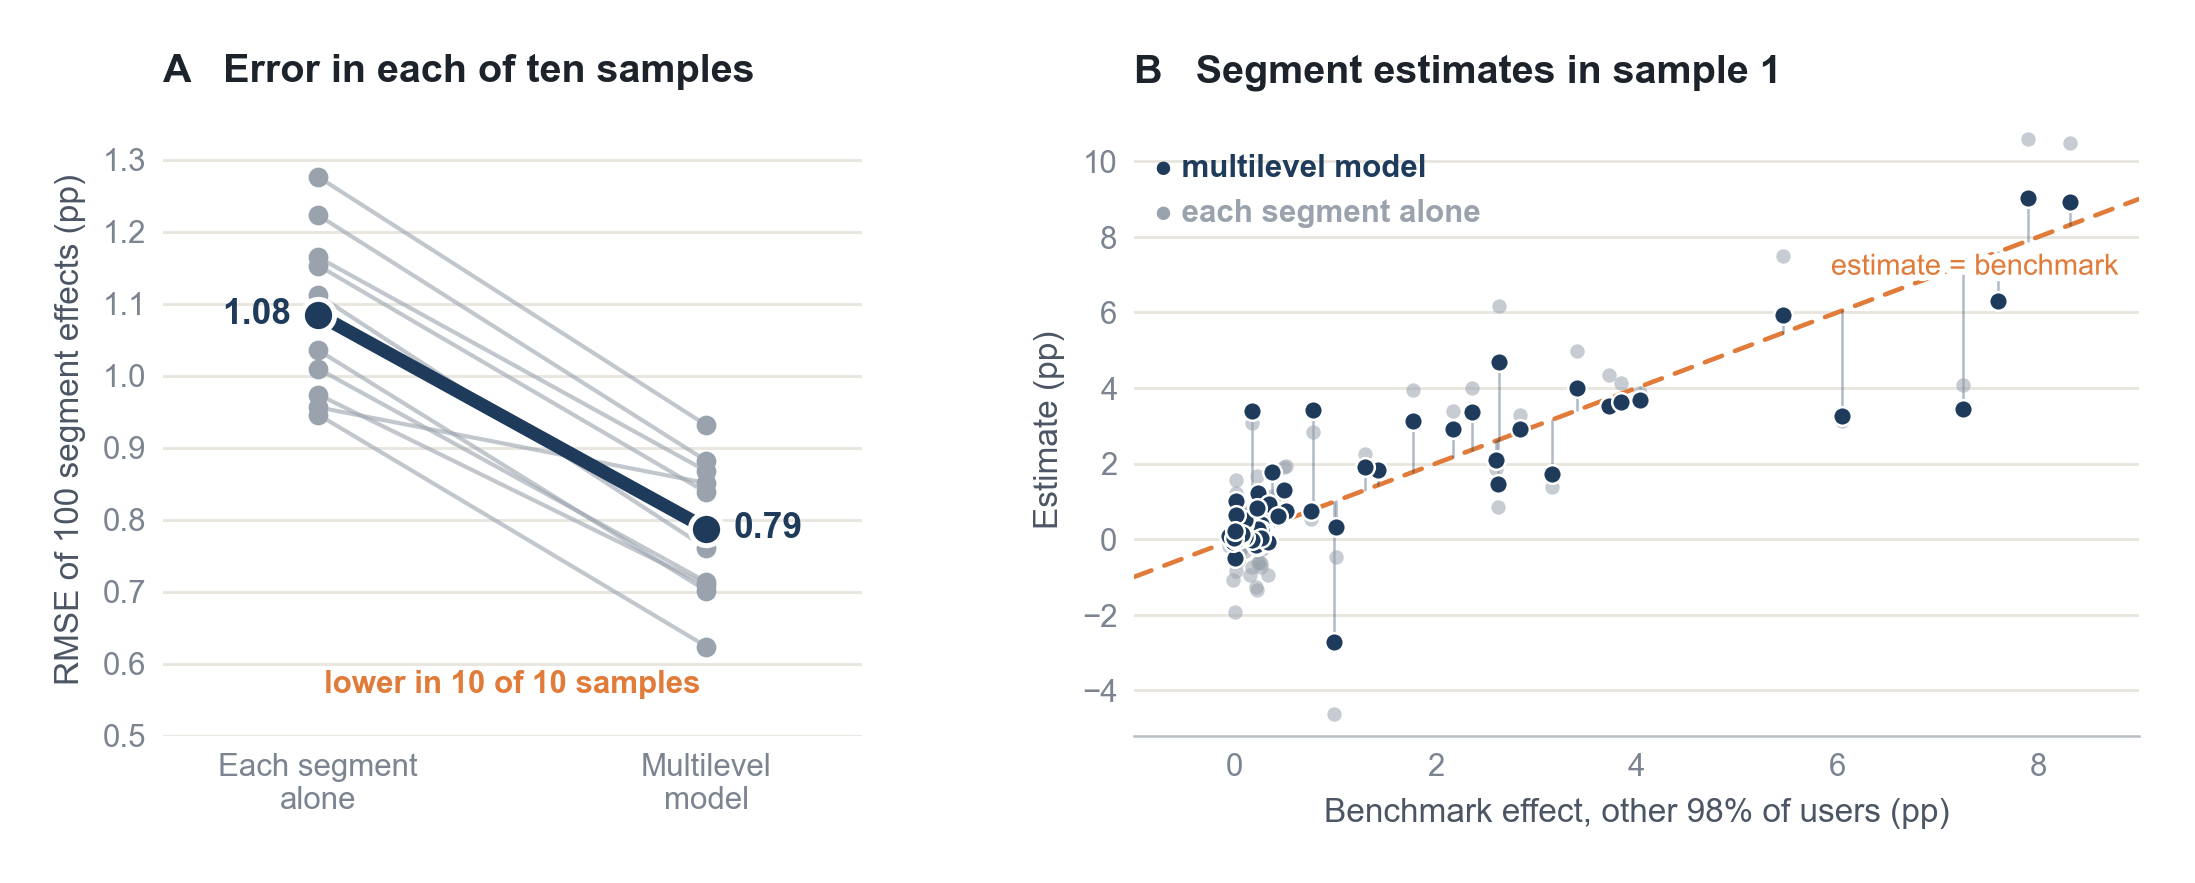 A Error in each of ten samples
RMSE of 100 segment effects (pp)
1.3
1.2
1.1
1.0
0.9
0.8
0.7
0.6
0.5
1.08
0.79
lower in 10 of 10 samples
Each segment
alone
Multilevel
model
B Segment estimates in sample 1
Estimate (pp)
10
8
6
4
2
0
−2
−4
multilevel model
each segment alone
estimate = benchmark
0 2 4 6 8
Benchmark effect, other 98% of users (pp)